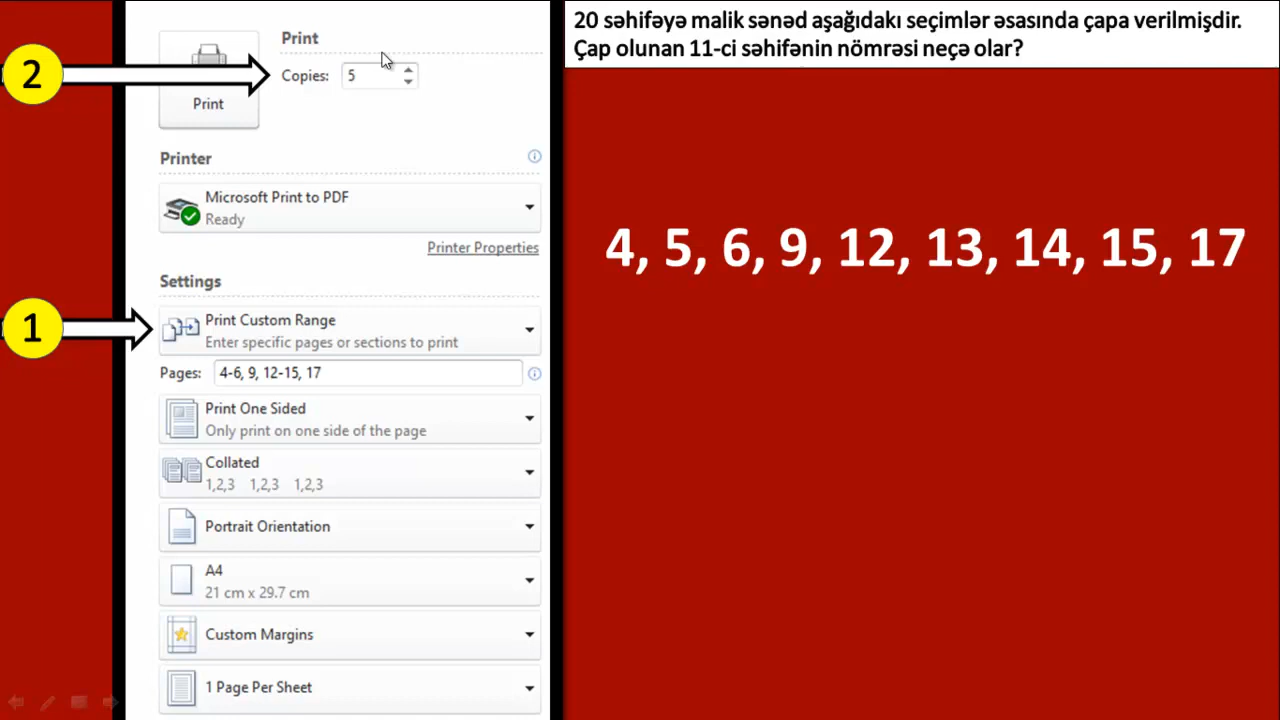 20 səhifəyə malik sənəd aşağıdakı seçimlər əsasında çapa verilmişdir.
Çap olunan 11-ci səhifənin nömrəsi neçə olar?
2
Print
Print
Copies: 5
Printer
Microsoft Print to PDF
Ready
Printer Properties
Settings
1
Print Custom Range
Enter specific pages or sections to print
Pages: 4-6, 9, 12-15, 17
Print One Sided
Only print on one side of the page
Collated
1,2,3 1,2,3 1,2,3
Portrait Orientation
A4
21 cm x 29.7 cm
Custom Margins
1 Page Per Sheet
4, 5, 6, 9, 12, 13, 14, 15, 17